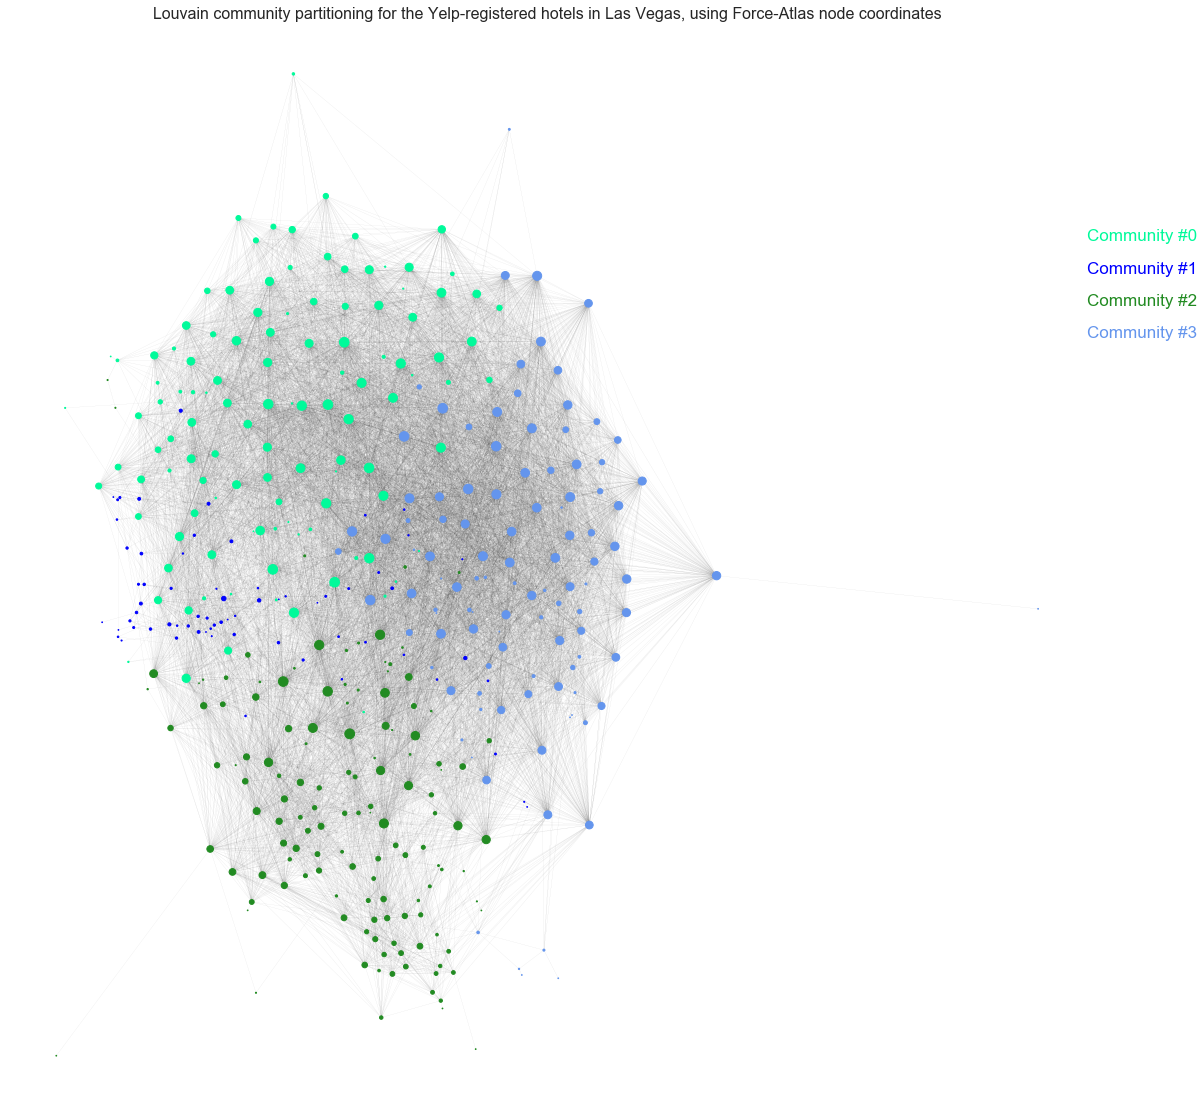 Louvain community partitioning for the Yelp-registered hotels in Las Vegas, using Force-Atlas node coordinates
Community #0
Community #1
Community #2
Community #3